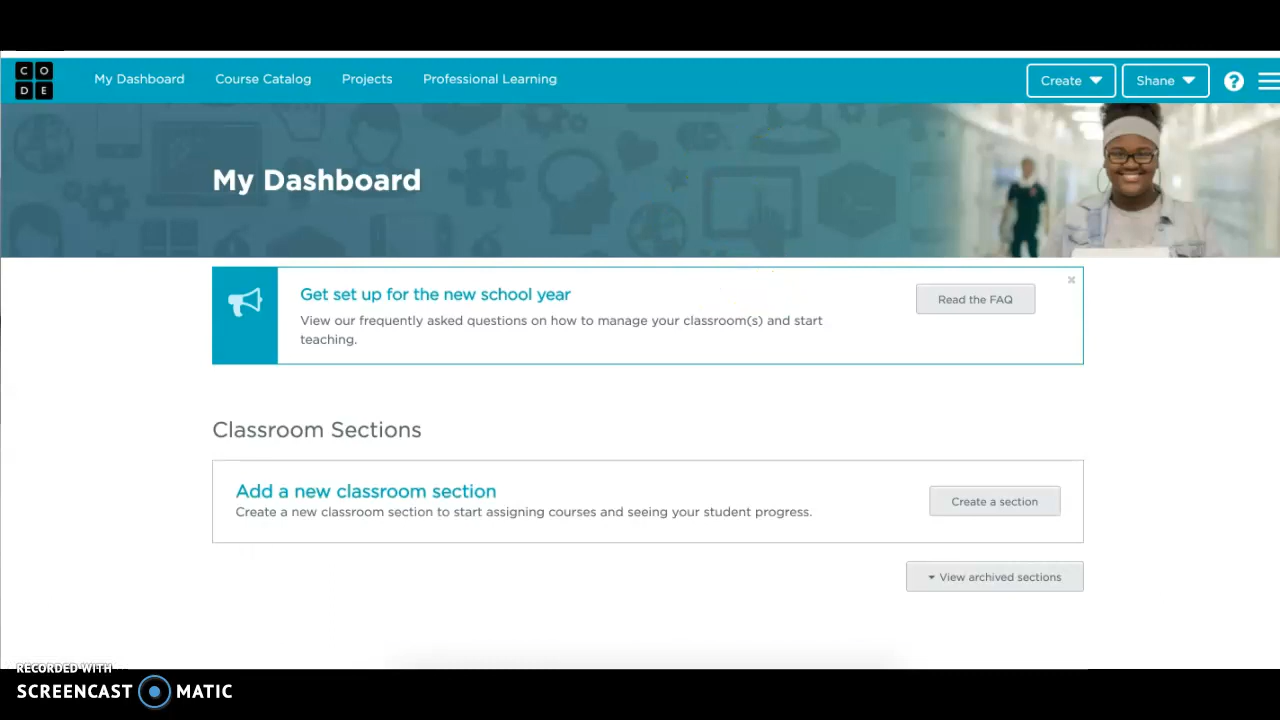 CO
DE
My Dashboard
Course Catalog
Projects
Professional Learning
Create
Shane
?
My Dashboard
Get set up for the new school year
Read the FAQ
View our frequently asked questions on how to manage your classroom(s) and start
teaching.
Classroom Sections
Add a new classroom section
Create a new classroom section to start assigning courses and seeing your student progress.
Create a section
View archived sections
RECORDED WITH
SCREENCAST MATIC